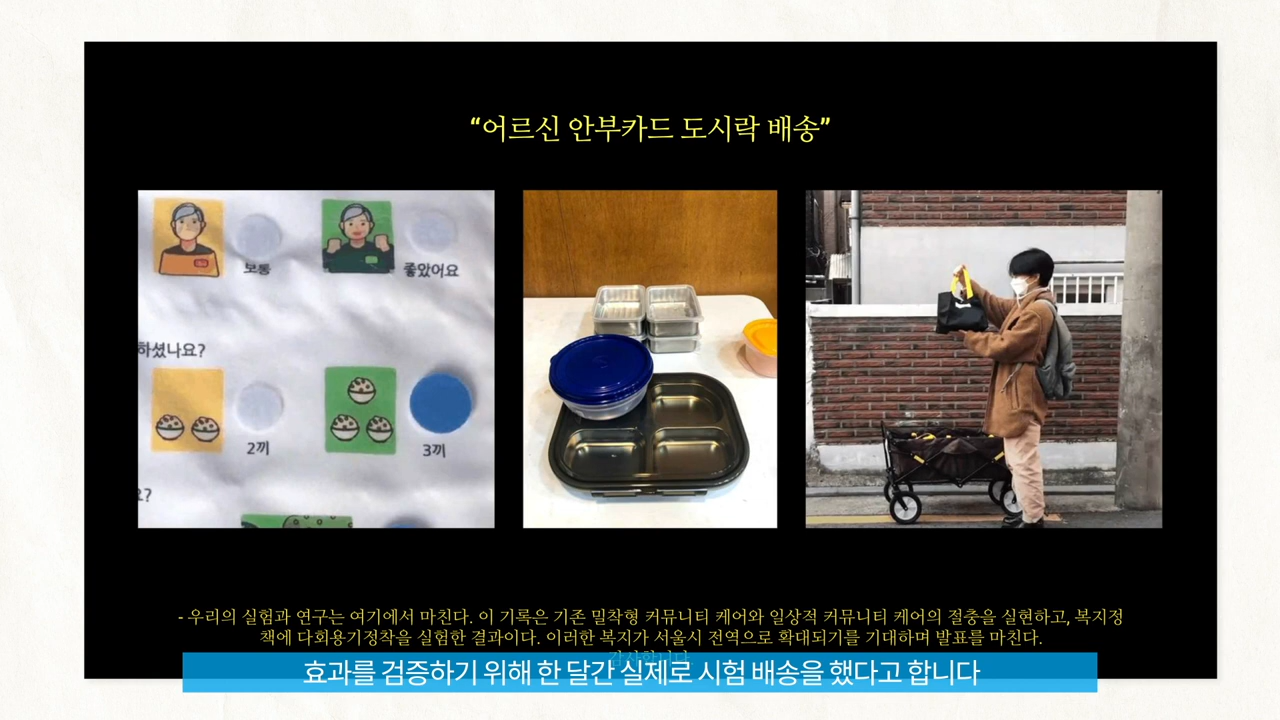 “어르신 안부카드 도시락 배송”
보통
좋았어요
하셨나요?
2끼
3끼
?
- 우리의 실험과 연구는 여기에서 마친다. 이 기록은 기존 밀착형 커뮤니티 케어와 일상적 커뮤니티 케어의 절충을 실현하고, 복지정
책에 다회용기정착을 실험한 결과이다. 이러한 복지가 서울시 전역으로 확대되기를 기대하며 발표를 마친다.
감사합니다.
효과를 검증하기 위해 한 달간 실제로 시험 배송을 했다고 합니다